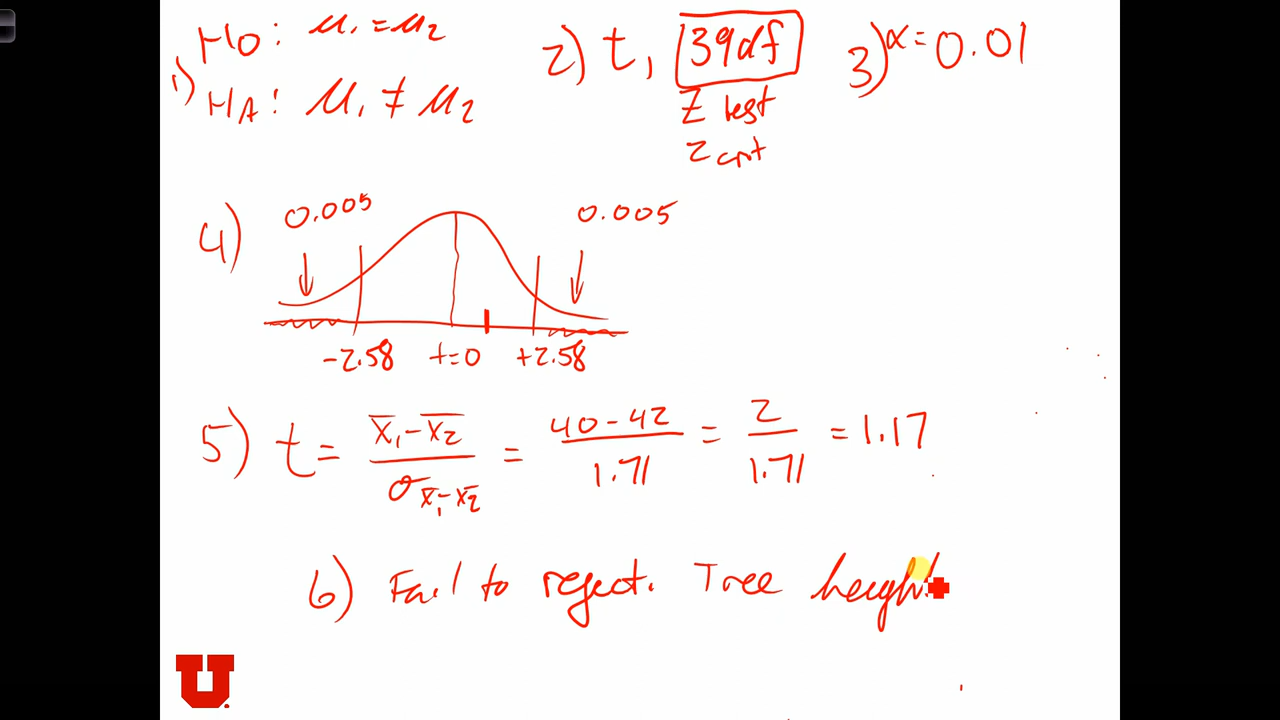 1) H0: μ1 = μ2
HA: μ1 ≠ μ2
2) t, 39df
Z test
Z crit
3) α = 0.01
4) 0.005 0.005
-2.58 t=0 +2.58
5) t = (x̄1 - x̄2) / σx̄1-x̄2 = (40 - 42) / 1.71 = 2 / 1.71 = 1.17
6) Fail to reject. Tree height
U